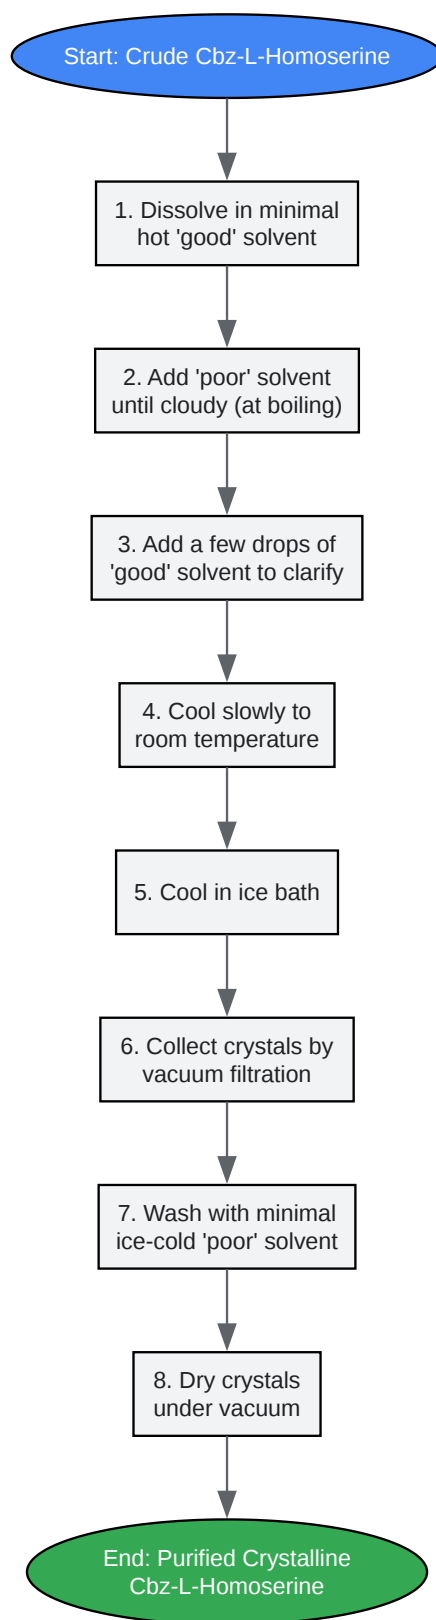 Start: Crude Cbz-L-Homoserine
1. Dissolve in minimal
hot 'good' solvent
2. Add 'poor' solvent
until cloudy (at boiling)
3. Add a few drops of
'good' solvent to clarify
4. Cool slowly to
room temperature
5. Cool in ice bath
6. Collect crystals by
vacuum filtration
7. Wash with minimal
ice-cold 'poor' solvent
8. Dry crystals
under vacuum
End: Purified Crystalline
Cbz-L-Homoserine